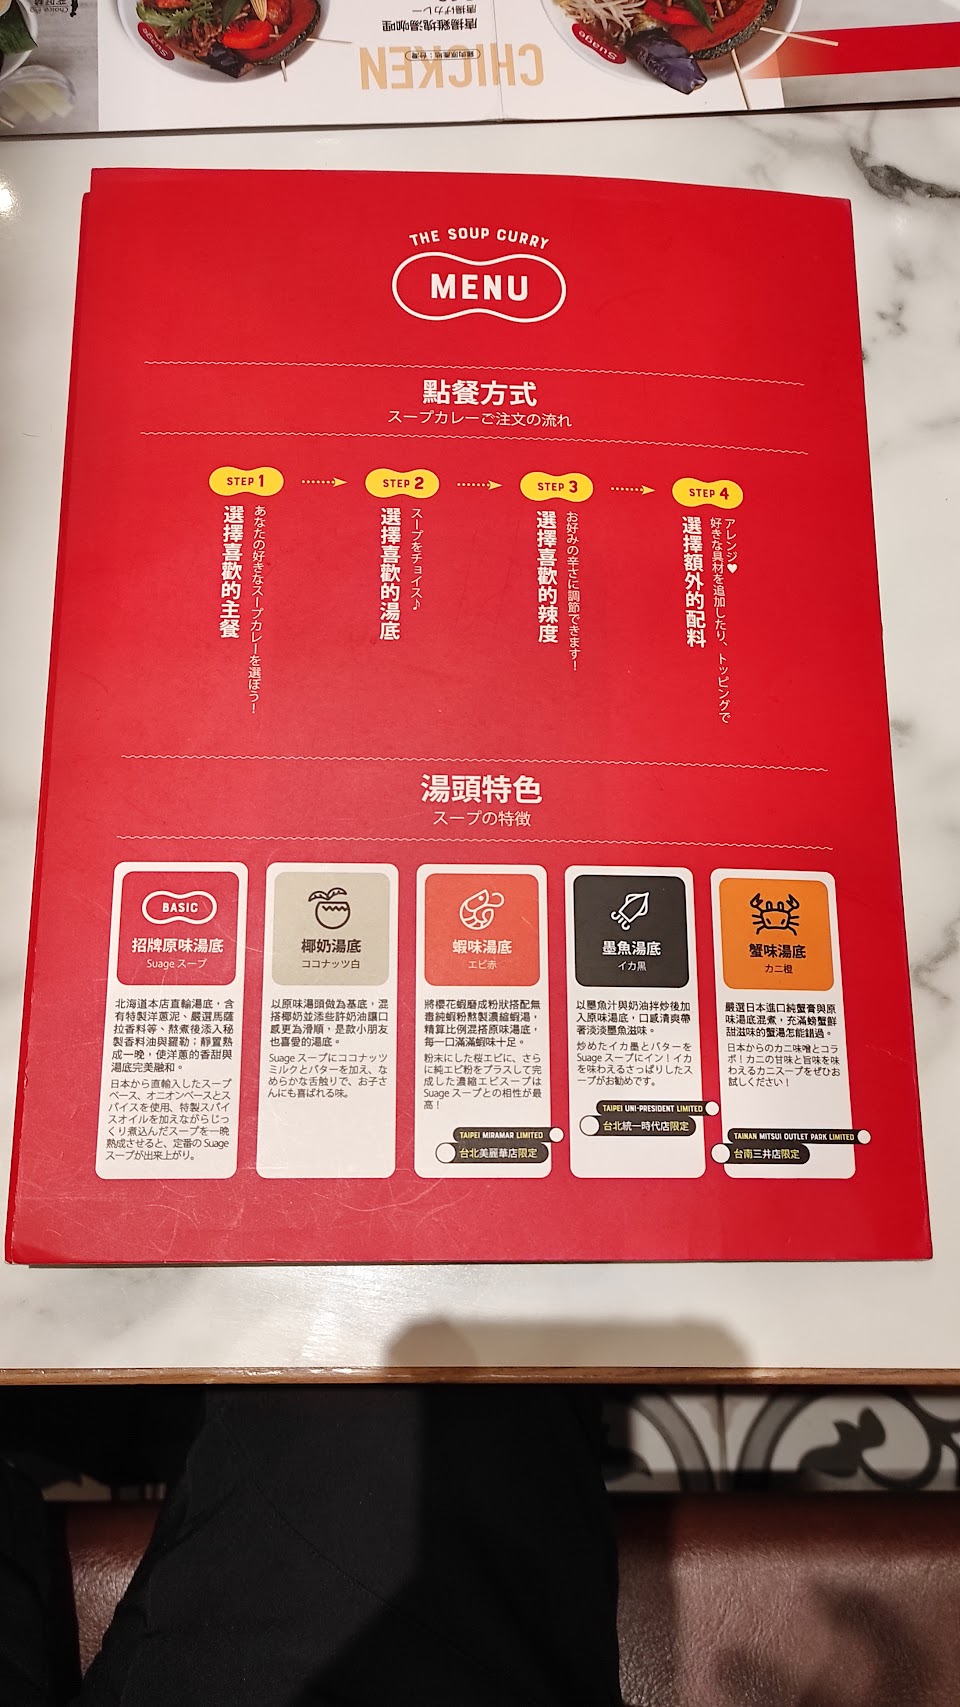 Choice Pig
唐揚げカレー
唐揚雞塊湯咖哩
雞肉原產地：台灣
CHICKEN
suage
suage
THE SOUP CURRY
MENU
點餐方式
スープカレーご注文の流れ
STEP 1
選擇喜歡的主餐
あなたの好きなスープカレーを選ぼう！
STEP 2
選擇喜歡的湯底
スープをチョイス♪
STEP 3
選擇喜歡的辣度
お好みの辛さに調節できます！
STEP 4
選擇額外的配料
好きな具材を追加したり、トッピングで
アレンジ♥
湯頭特色
スープの特徴
BASIC
招牌原味湯底
Suage スープ
北海道本店直輸湯底，含
有特製洋蔥泥、嚴選馬薩
拉香料等、熬煮後添入秘
製香料油與羅勒；靜置熟
成一晚，使洋蔥的香甜與
湯底完美融和。
日本から直輸入したスープ
ベース、オニオンベースとス
パイスを使用、特製スパイ
スオイルを加えながらじっ
くり煮込んだスープを一晩
熟成させると、定番の Suage
スープが出来上がり。
椰奶湯底
ココナッツ白
以原味湯頭做為基底，混
搭椰奶並添些許奶油讓口
感更為滑順，是款小朋友
也喜愛的湯底。
Suage スープにココナッツ
ミルクとバターを加え、な
めらかな舌触りで、お子さ
んにも喜ばれる味。
蝦味湯底
エビ赤
將櫻花蝦磨成粉狀搭配無
毒純蝦粉熬製濃縮蝦湯，
精算比例混搭原味湯底，
每一口滿滿蝦味十足。
粉末にした桜エビに、さら
に純エビ粉をプラスして完
成した濃縮エビスープは
Suage スープとの相性が最
高！
TAIPEI MIRAMAR LIMITED
台北美麗華店限定
墨魚湯底
イカ黒
以墨魚汁與奶油拌炒後加
入原味湯底，口感清爽帶
著淡淡墨魚滋味。
炒めたイカ墨とバターを
Suage スープにイン！イカ
を味わえるさっぱりしたス
ープがお勧めです。
TAIPEI UNI-PRESIDENT LIMITED
台北統一時代店限定
蟹味湯底
カニ橙
嚴選日本進口純蟹膏與原
味湯底混煮，充滿螃蟹鮮
甜滋味的蟹湯怎能錯過。
日本からのカニ味噌とコラ
ボ！カニの甘味と旨味を味
わえるカニスープをぜひお
試しください！
TAINAN MITSUI OUTLET PARK LIMITED
台南三井店限定